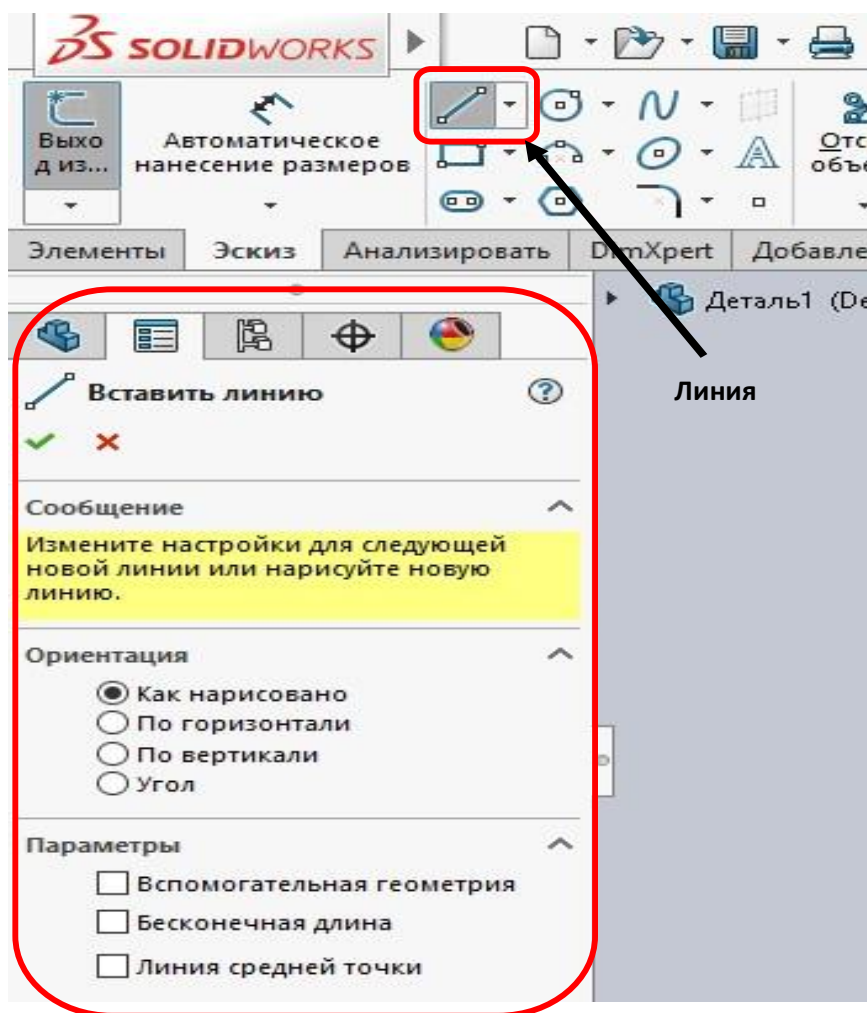 SOLIDWORKS
Выхо
д из...
Автоматическое
нанесение размеров
Элементы Эскиз Анализировать DimXpert
Деталь1
Вставить линию
Линия
Сообщение
Измените настройки для следующей
новой линии или нарисуйте новую
линию.
Ориентация
Как нарисовано
По горизонтали
По вертикали
Угол
Параметры
Вспомогательная геометрия
Бесконечная длина
Линия средней точки